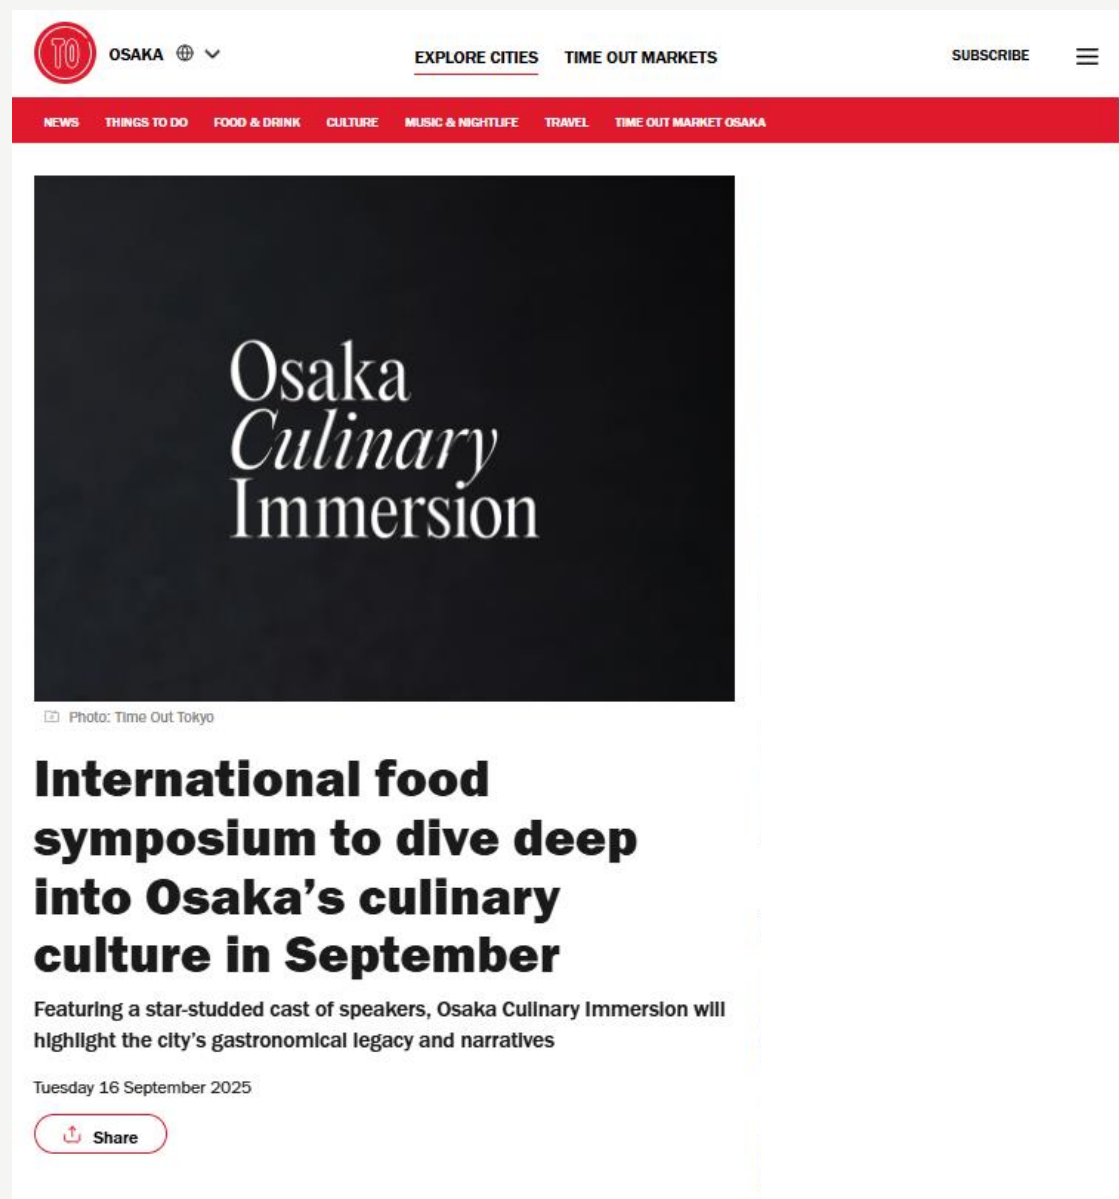 TO
OSAKA
EXPLORE CITIES
TIME OUT MARKETS
SUBSCRIBE
NEWS
THINGS TO DO
FOOD & DRINK
CULTURE
MUSIC & NIGHTLIFE
TRAVEL
TIME OUT MARKET OSAKA
Osaka
Culinary
Immersion
Photo: Time Out Tokyo
International food
symposium to dive deep
into Osaka’s culinary
culture in September
Featuring a star-studded cast of speakers, Osaka Culinary Immersion will
highlight the city’s gastronomical legacy and narratives
Tuesday 16 September 2025
Share